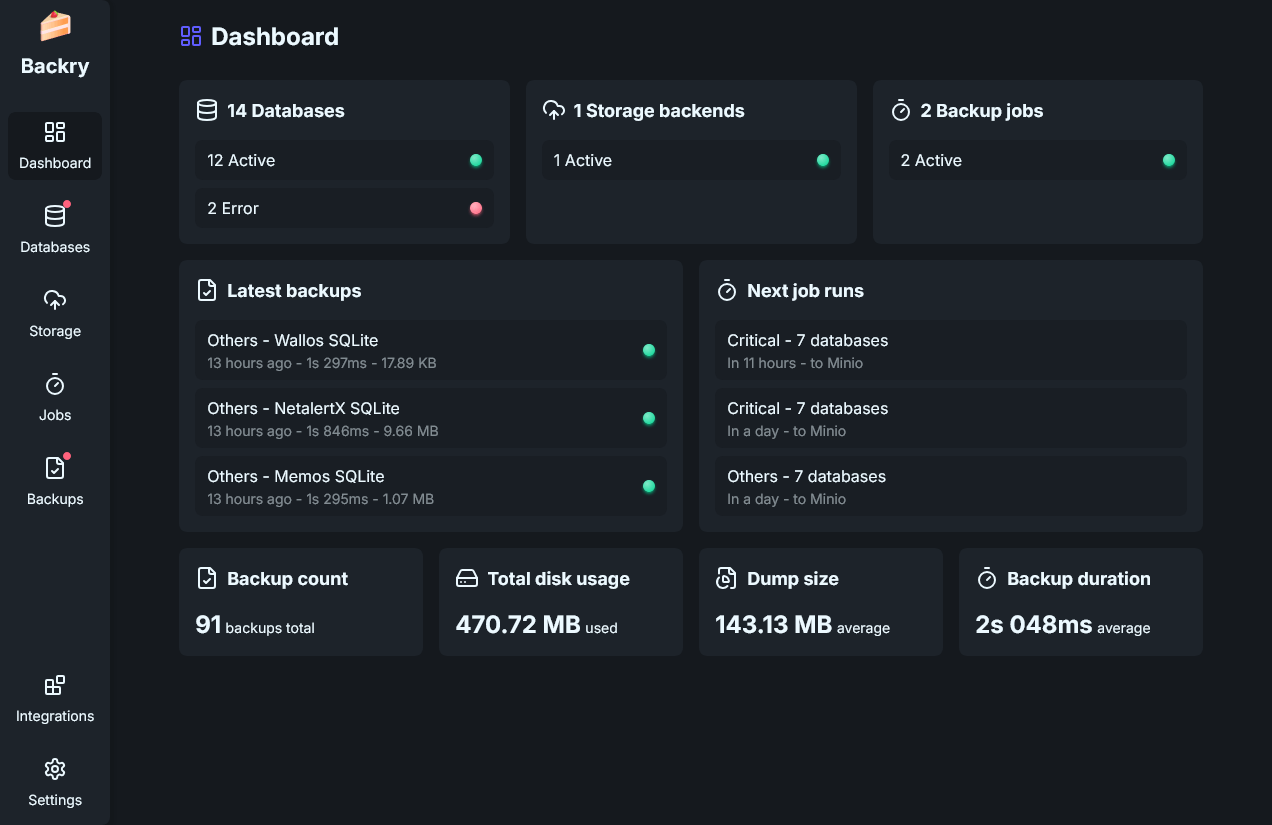 Backry
Dashboard
Databases
Storage
Jobs
Backups
Integrations
Settings
Dashboard
14 Databases
12 Active
2 Error
1 Storage backends
1 Active
2 Backup jobs
2 Active
Latest backups
Others - Wallos SQLite
13 hours ago - 1s 297ms - 17.89 KB
Others - NetalertX SQLite
13 hours ago - 1s 846ms - 9.66 MB
Others - Memos SQLite
13 hours ago - 1s 295ms - 1.07 MB
Next job runs
Critical - 7 databases
In 11 hours - to Minio
Critical - 7 databases
In a day - to Minio
Others - 7 databases
In a day - to Minio
Backup count
91 backups total
Total disk usage
470.72 MB used
Dump size
143.13 MB average
Backup duration
2s 048ms average